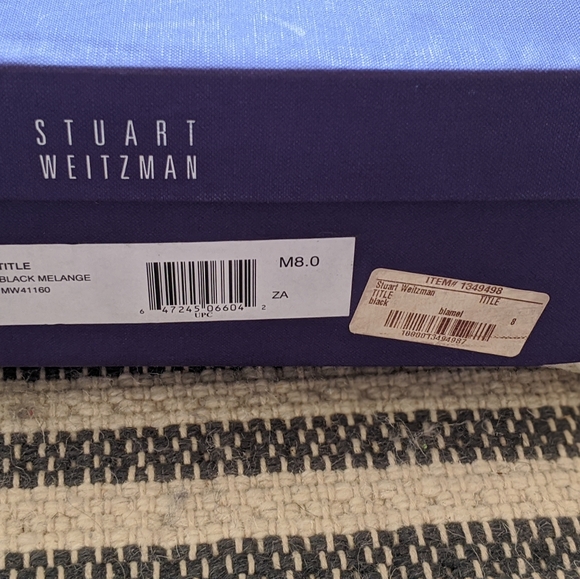 STUART
WEITZMAN
TITLE
BLACK MELANGE
MW41160
6 47245 06604 2
UPC
M8.0
ZA
ITEM# 1349498
Stuart Weitzman
TITLE TITLE
black
blamel 8
1000013494987